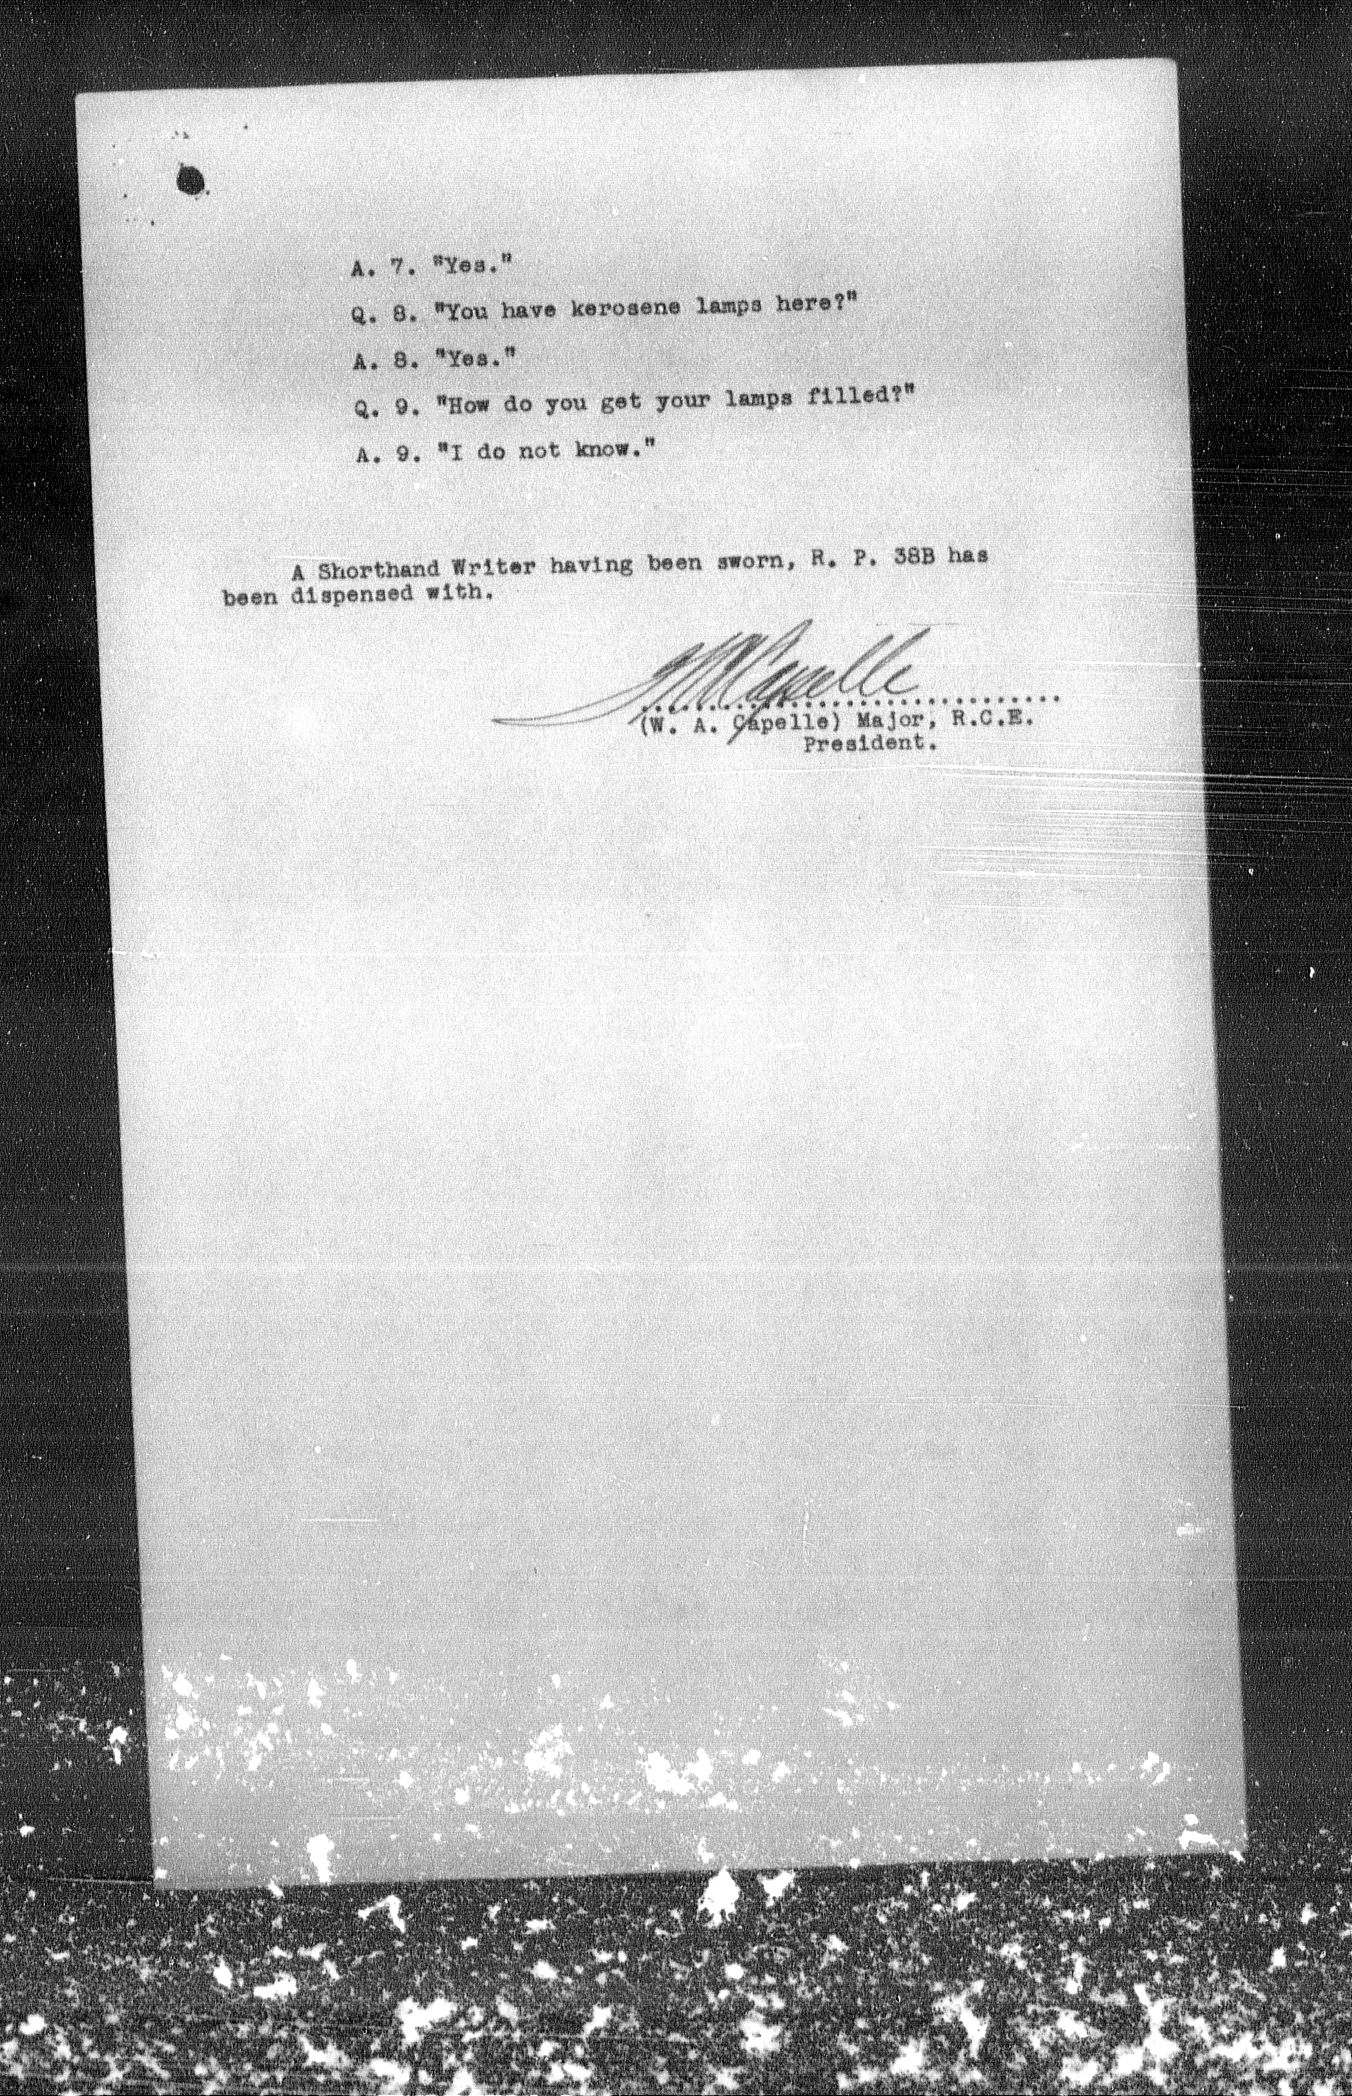 A. 7. "Yes."
Q. 8. "You have kerosene lamps here?"
A. 8. "Yes."
Q. 9. "How do you get your lamps filled?"
A. 9. "I do not know."
A Shorthand Writer having been sworn, R. P. 38B has
been dispensed with.
WACapelle
(W. A. Capelle) Major, R.C.E.
President.